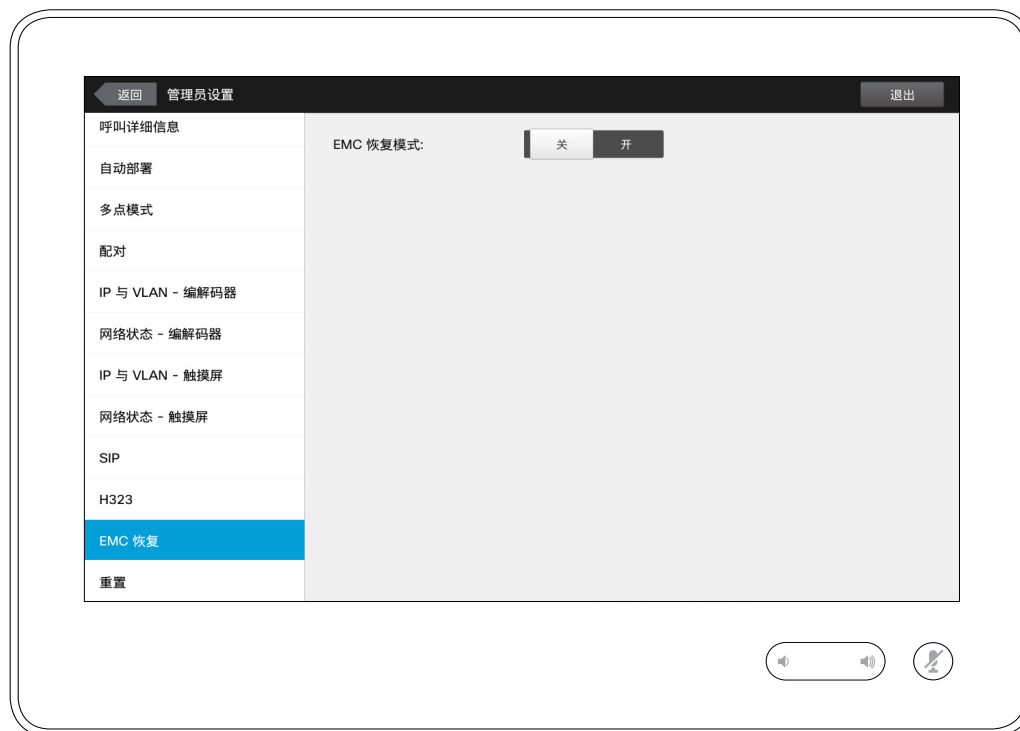 返回 管理员设置 退出
呼叫详细信息
EMC 恢复模式: 关 开
自动部署
多点模式
配对
IP 与 VLAN - 编解码器
网络状态 - 编解码器
IP 与 VLAN - 触摸屏
网络状态 - 触摸屏
SIP
H323
EMC 恢复
重置